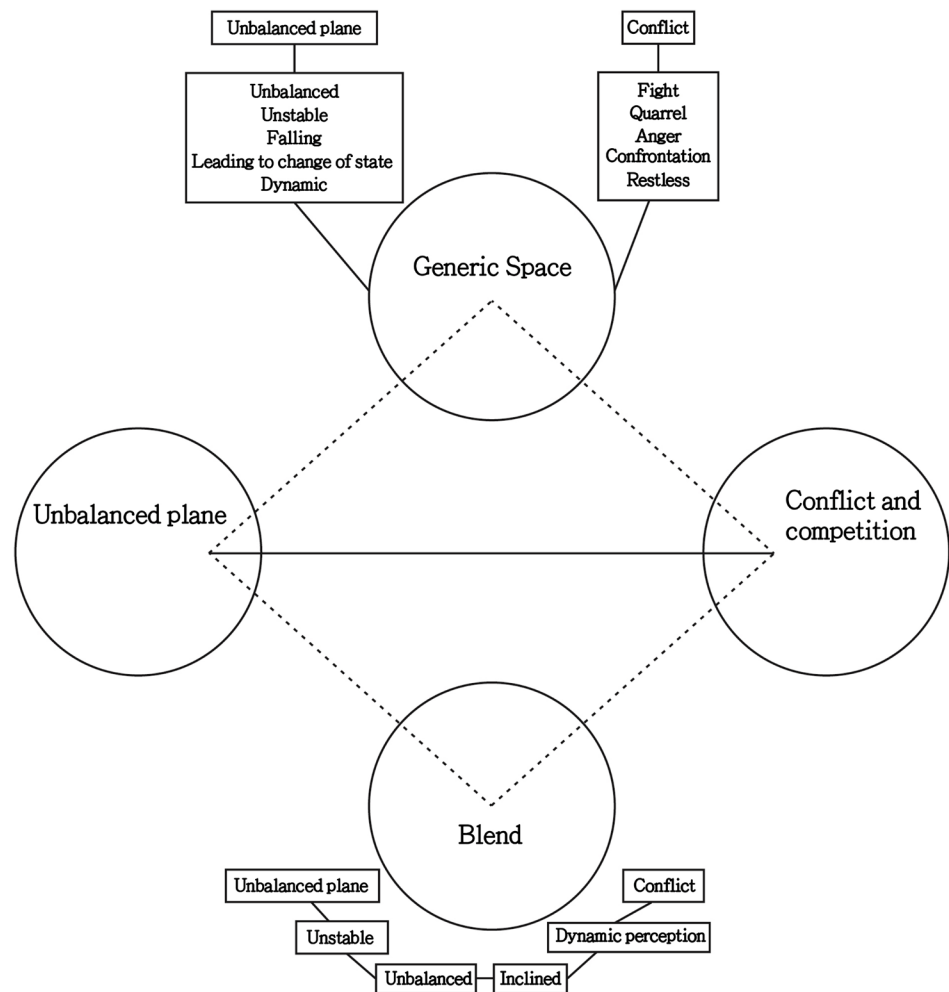 Unbalanced plane
Conflict
Unbalanced
Unstable
Falling
Leading to change of state
Dynamic
Fight
Quarrel
Anger
Confrontation
Restless
Generic Space
Unbalanced plane
Conflict and
competition
Blend
Unbalanced plane
Unstable
Unbalanced
Inclined
Dynamic perception
Conflict